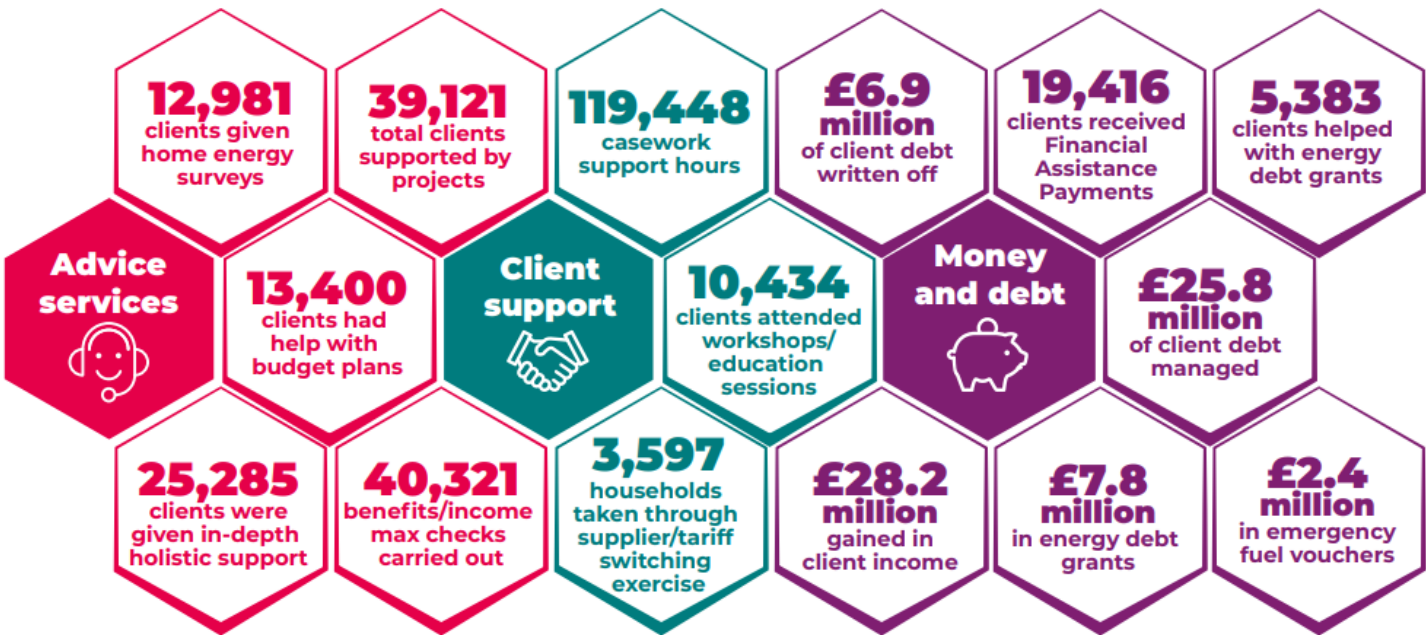 12,981
clients given
home energy
surveys
39,121
total clients
supported by
projects
119,448
casework
support hours
£6.9
million
of client debt
written off
19,416
clients received
Financial
Assistance
Payments
5,383
clients helped
with energy
debt grants
Advice
services
13,400
clients had
help with
budget plans
Client
support
10,434
clients attended
workshops/
education
sessions
Money
and debt
£25.8
million
of client debt
managed
25,285
clients were
given in-depth
holistic support
40,321
benefits/income
max checks
carried out
3,597
households
taken through
supplier/tariff
switching
exercise
£28.2
million
gained in
client income
£7.8
million
in energy debt
grants
£2.4
million
in emergency
fuel vouchers